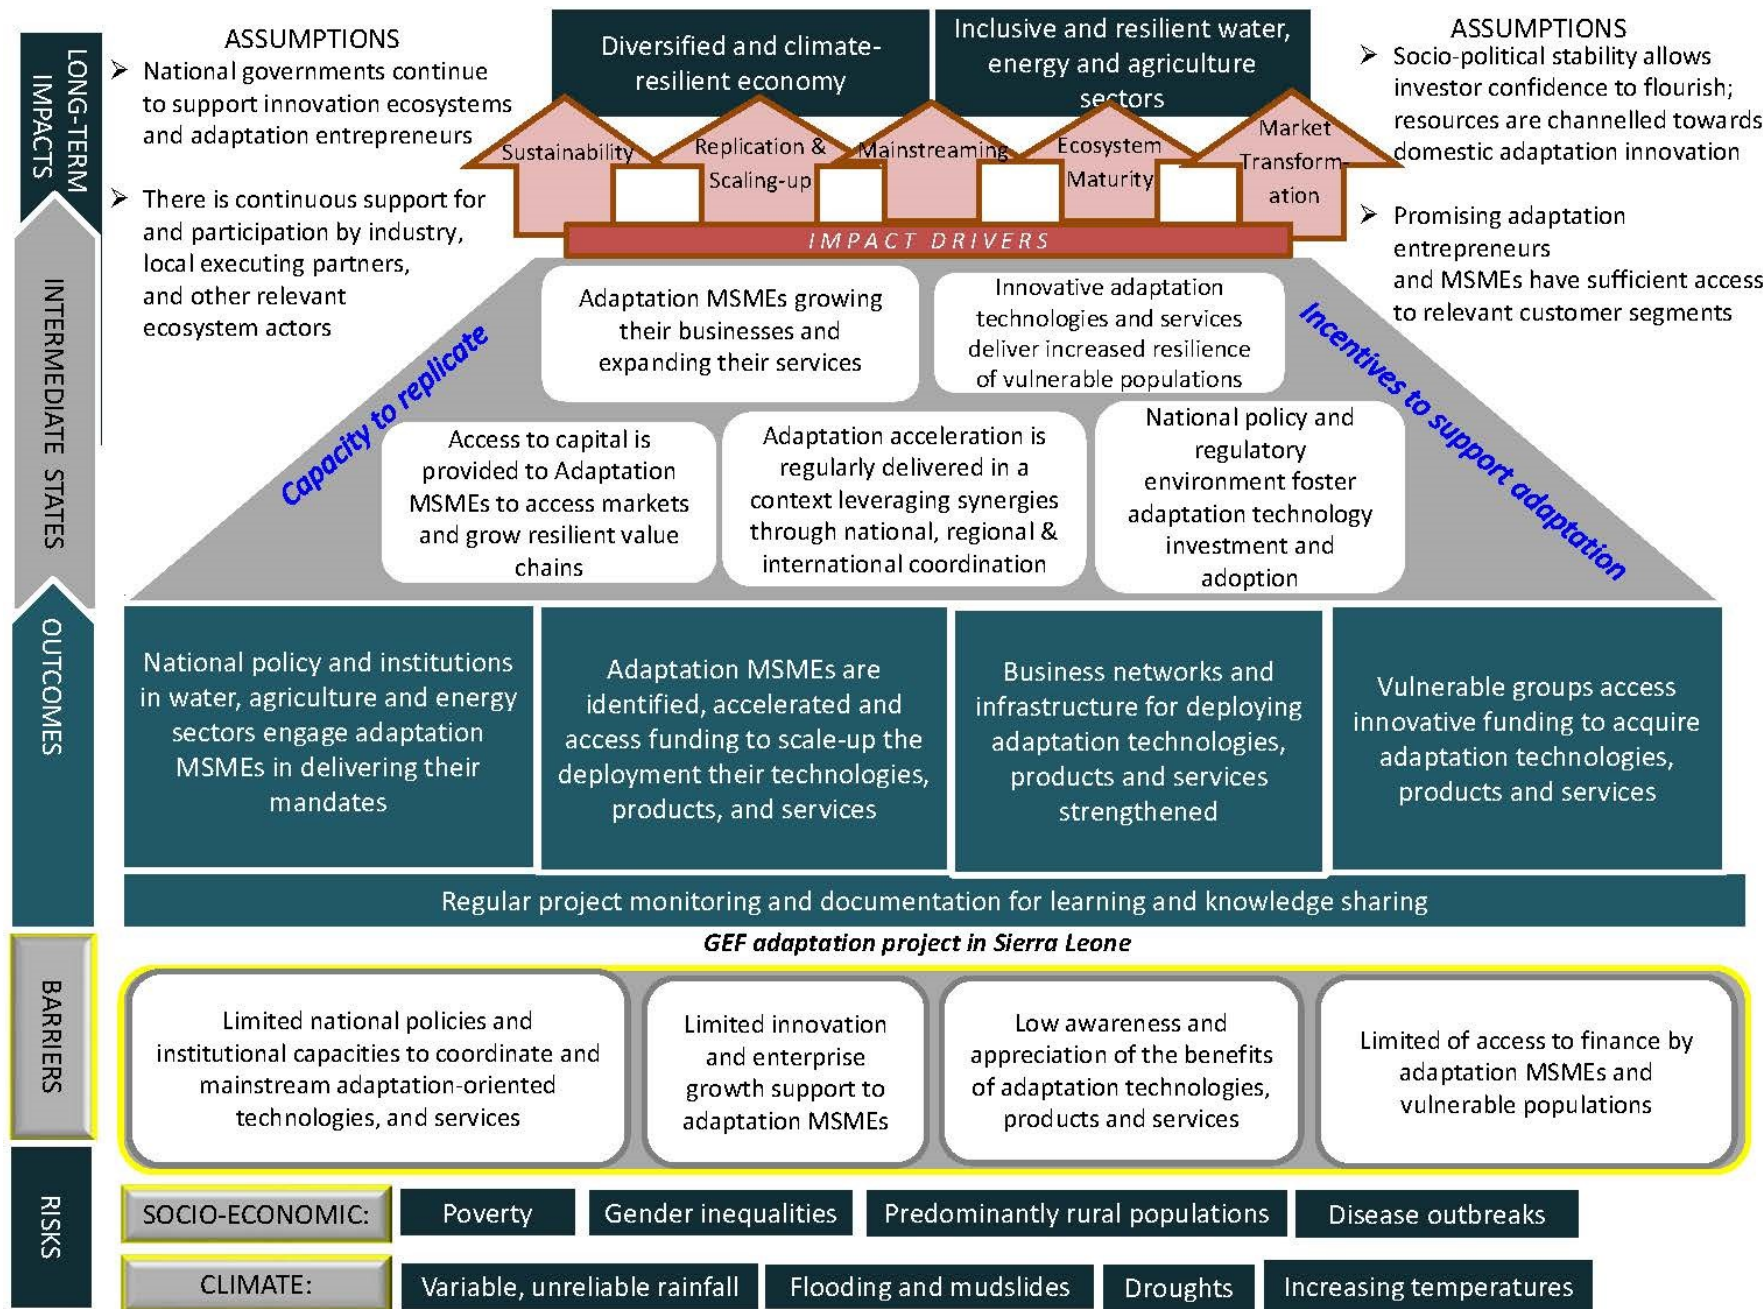 LONG-TERM
IMPACTS
ASSUMPTIONS
➢ National governments continue
to support innovation ecosystems
and adaptation entrepreneurs
➢ There is continuous support for
and participation by industry,
local executing partners,
and other relevant
ecosystem actors
Diversified and climate-
resilient economy
Inclusive and resilient water,
energy and agriculture
sectors
ASSUMPTIONS
➢ Socio-political stability allows
investor confidence to flourish;
resources are channelled towards
domestic adaptation innovation
➢ Promising adaptation
entrepreneurs
and MSMEs have sufficient access
to relevant customer segments
Sustainability
Replication &
Scaling-up
Mainstreaming
Ecosystem
Maturity
Market
Transform-
ation
IMPACT DRIVERS
INTERMEDIATE STATES
Capacity to replicate
Adaptation MSMEs growing
their businesses and
expanding their services
Innovative adaptation
technologies and services
deliver increased resilience
of vulnerable populations
Incentives to support adaptation
Access to capital is
provided to Adaptation
MSMEs to access markets
and grow resilient value
chains
Adaptation acceleration is
regularly delivered in a
context leveraging synergies
through national, regional &
international coordination
National policy and
regulatory
environment foster
adaptation technology
investment and
adoption
OUTCOMES
National policy and institutions
in water, agriculture and energy
sectors engage adaptation
MSMEs in delivering their
mandates
Adaptation MSMEs are
identified, accelerated and
access funding to scale-up the
deployment their technologies,
products, and services
Business networks and
infrastructure for deploying
adaptation technologies,
products and services
strengthened
Vulnerable groups access
innovative funding to acquire
adaptation technologies,
products and services
Regular project monitoring and documentation for learning and knowledge sharing
GEF adaptation project in Sierra Leone
BARRIERS
Limited national policies and
institutional capacities to coordinate and
mainstream adaptation-oriented
technologies, and services
Limited innovation
and enterprise
growth support to
adaptation MSMEs
Low awareness and
appreciation of the benefits
of adaptation technologies,
products and services
Limited of access to finance by
adaptation MSMEs and
vulnerable populations
RISKS
SOCIO-ECONOMIC:
Poverty
Gender inequalities
Predominantly rural populations
Disease outbreaks
CLIMATE:
Variable, unreliable rainfall
Flooding and mudslides
Droughts
Increasing temperatures